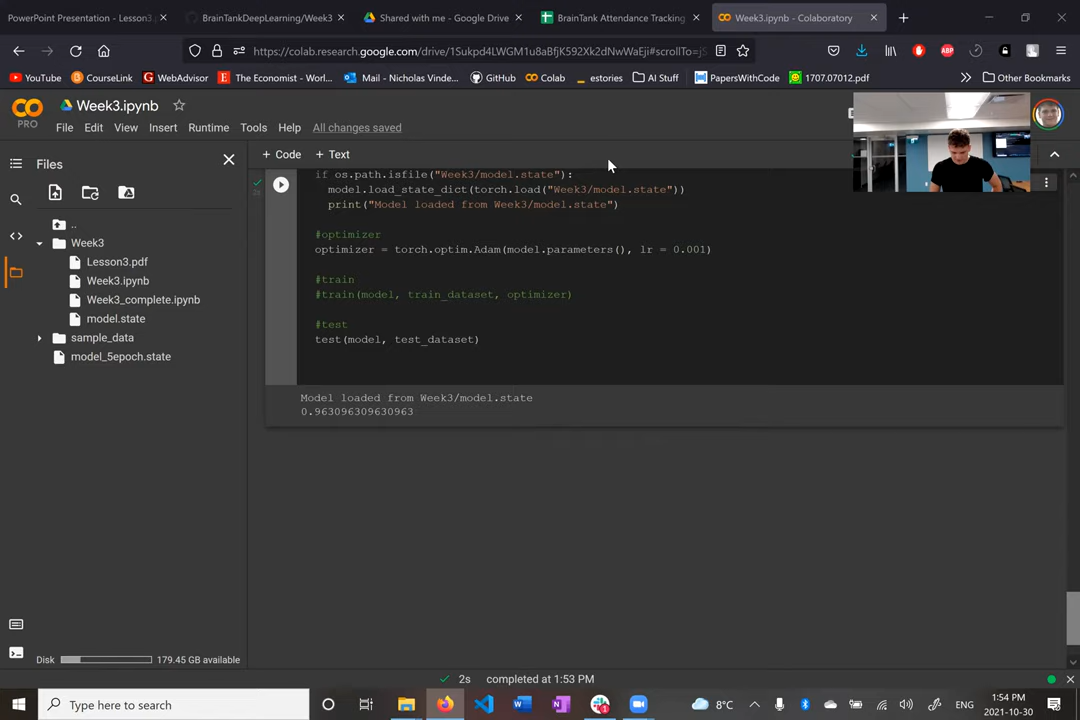 PowerPoint Presentation - Lesson3
BrainTankDeepLearning/Week3
Shared with me - Google Drive
BrainTank Attendance Tracking
Week3.ipynb - Colaboratory
https://colab.research.google.com/drive/1Sukpd4LWGM1u8aBfjK592Xk2dNwWaEji#scrollTo=jS
YouTube
CourseLink
WebAdvisor
The Economist - Worl...
Mail - Nicholas Vinde...
GitHub
Colab
estories
AI Stuff
PapersWithCode
1707.07012.pdf
Other Bookmarks
CO
PRO
Week3.ipynb
File Edit View Insert Runtime Tools Help All changes saved
Files
+ Code + Text
..
Week3
Lesson3.pdf
Week3.ipynb
Week3_complete.ipynb
model.state
sample_data
model_5epoch.state
2s
if os.path.isfile("Week3/model.state"):
model.load_state_dict(torch.load("Week3/model.state"))
print("Model loaded from Week3/model.state")
#optimizer
optimizer = torch.optim.Adam(model.parameters(), lr = 0.001)
#train
#train(model, train_dataset, optimizer)
#test
test(model, test_dataset)
Model loaded from Week3/model.state
0.963096309630963
Disk
179.45 GB available
2s completed at 1:53 PM
Type here to search
8°C
ENG
1:54 PM
2021-10-30